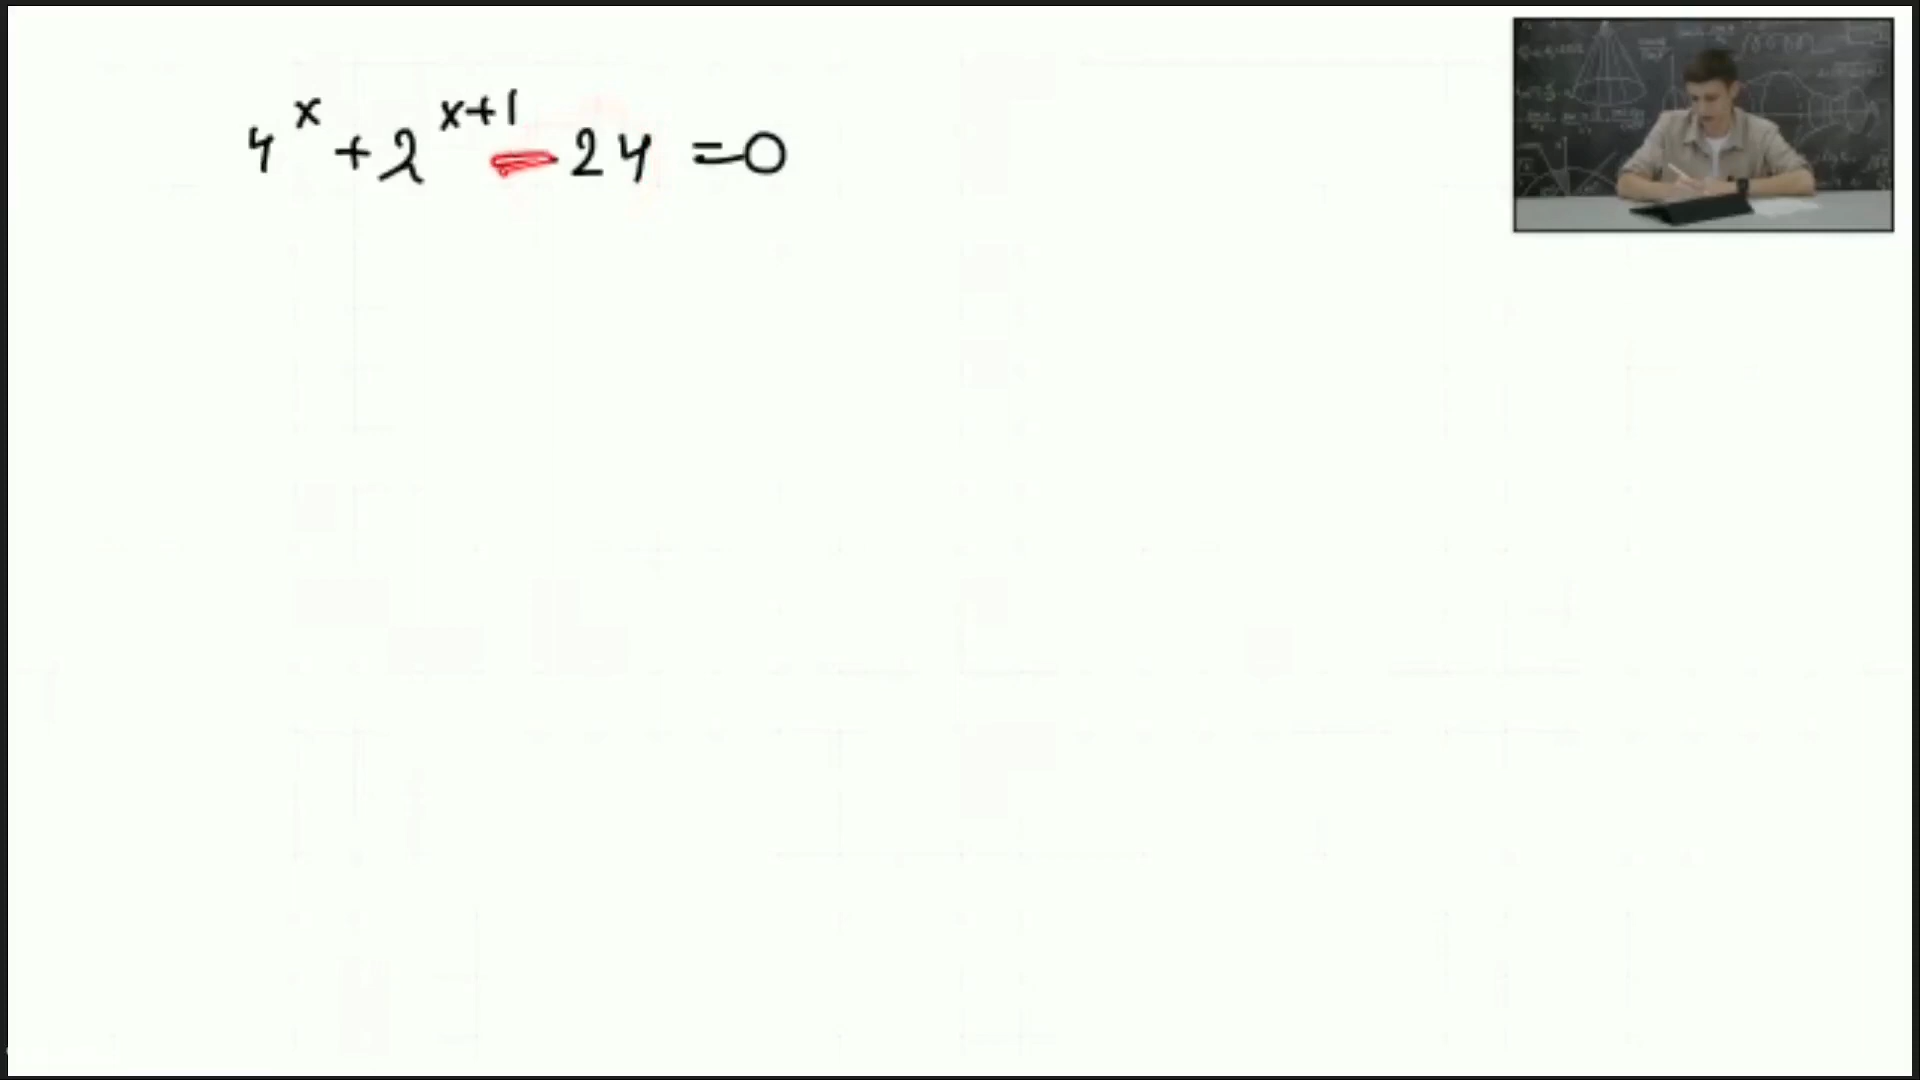 4^x + 2^(x+1) - 24 = 0